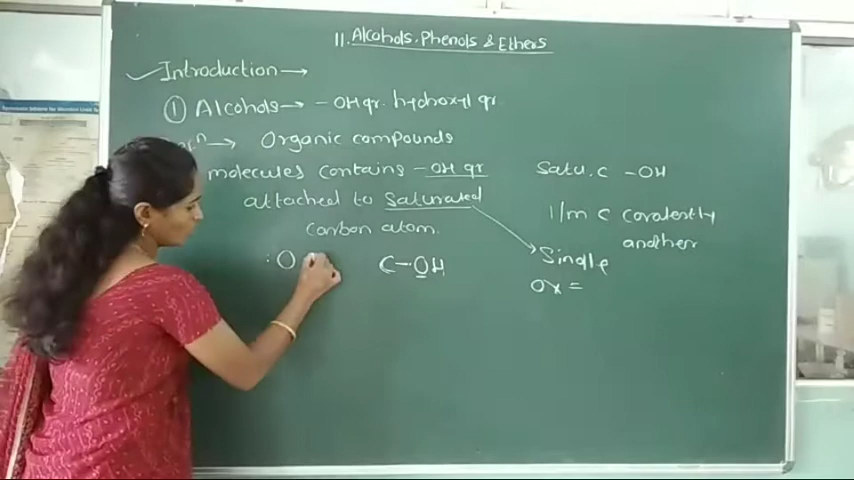 11. Alcohols, Phenols & Ethers
Introduction →
① Alcohols → - OH gr. hydroxyl gr
→ Organic compounds
molecules contains - OH gr
attached to Saturated
carbon atom.
Satu. C - OH
1/m C covalently
another
Single
: O
C - OH